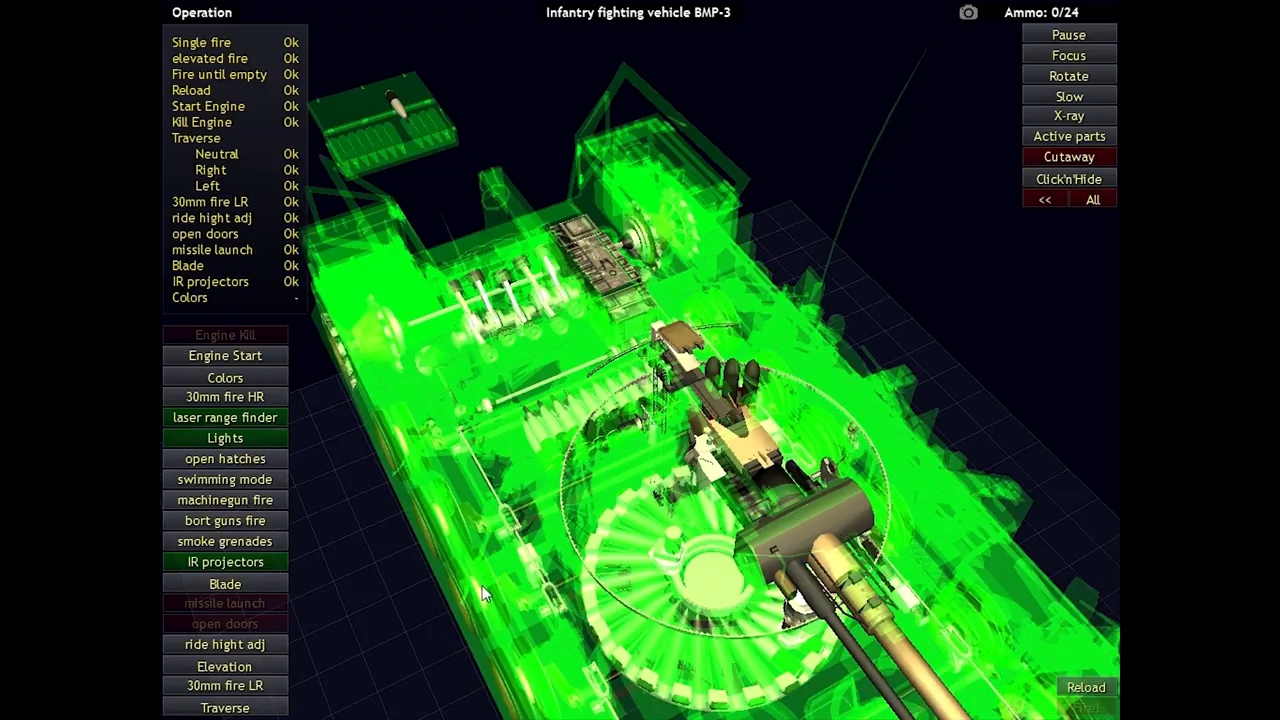 Operation
Infantry fighting vehicle BMP-3
Ammo: 0/24
Single fire Ok
elevated fire Ok
Fire until empty Ok
Reload Ok
Start Engine Ok
Kill Engine Ok
Traverse
Neutral Ok
Right Ok
Left Ok
30mm fire LR Ok
ride hight adj Ok
open doors Ok
missile launch Ok
Blade Ok
IR projectors Ok
Colors -
Engine Kill
Engine Start
Colors
30mm fire HR
laser range finder
Lights
open hatches
swimming mode
machinegun fire
bort guns fire
smoke grenades
IR projectors
Blade
missile launch
open doors
ride hight adj
Elevation
30mm fire LR
Traverse
Pause
Focus
Rotate
Slow
X-ray
Active parts
Cutaway
Click'n'Hide
<< All
Reload
Fire!